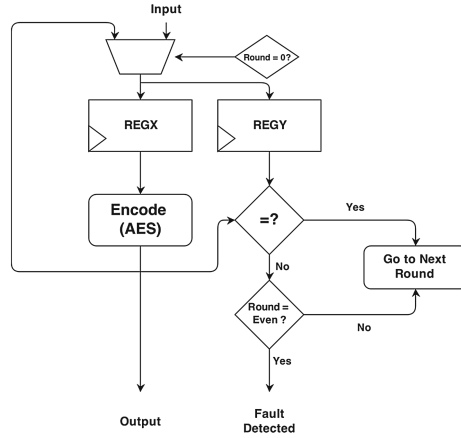 Input
Round = 0?
REGX
REGY
Encode
(AES)
=?
Yes
Go to Next
Round
No
Round =
Even ?
No
Yes
Output
Fault
Detected